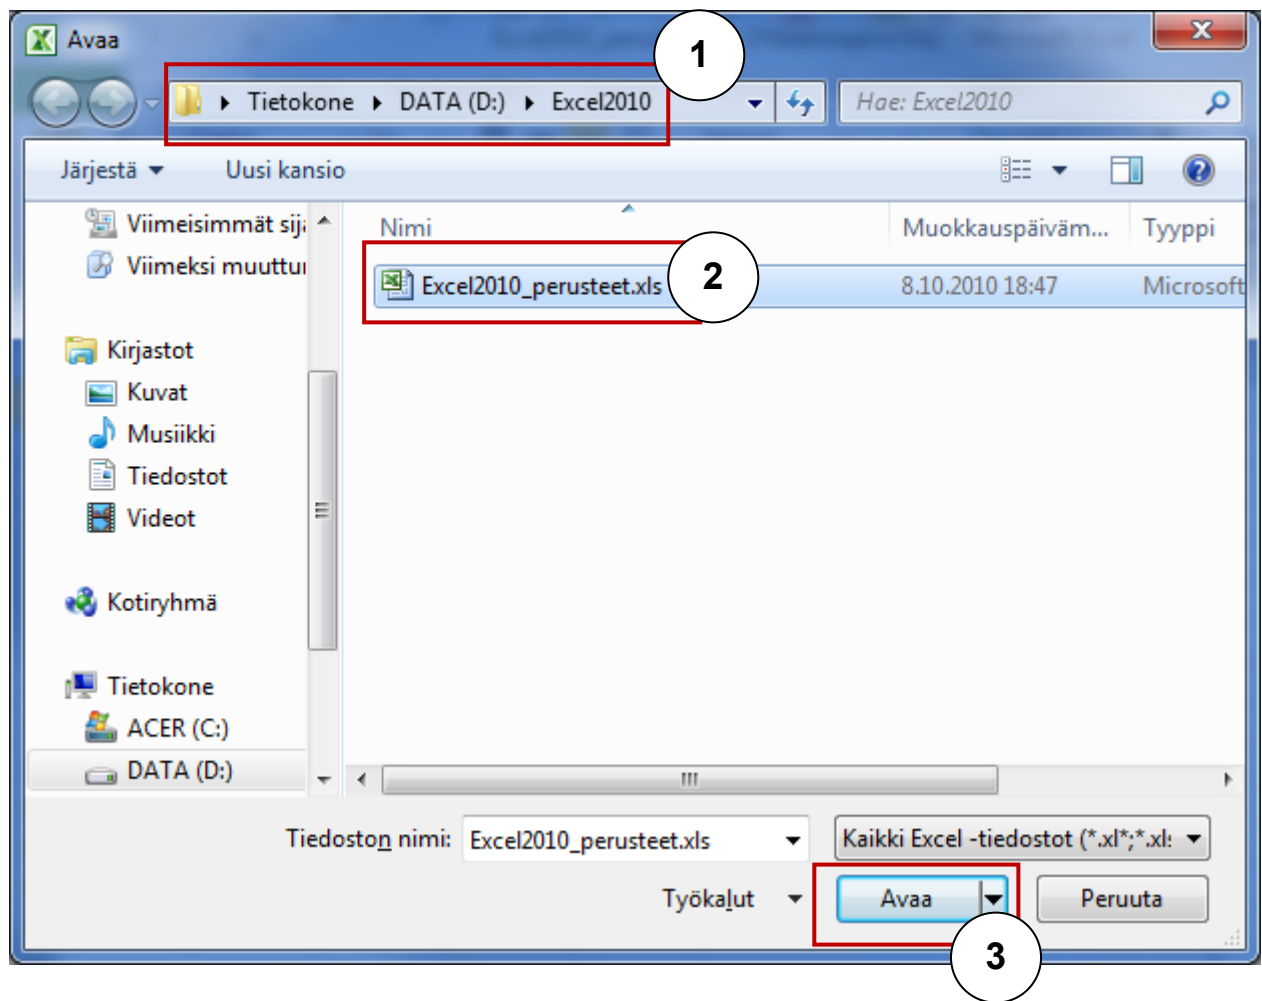 Avaa
1
Tietokone DATA (D:) Excel2010
Hae: Excel2010
Järjestä Uusi kansio
Viimeisimmät sij
Viimeksi muuttu
Kirjastot
Kuvat
Musiikki
Tiedostot
Videot
Kotiryhmä
Tietokone
ACER (C:)
DATA (D:)
Nimi Muokkauspäiväm... Tyyppi
Excel2010_perusteet.xls 8.10.2010 18:47 Microsoft
2
Tiedoston nimi: Excel2010_perusteet.xls Kaikki Excel -tiedostot (*.xl*;*.xl
Työkalut Avaa Peruuta
3